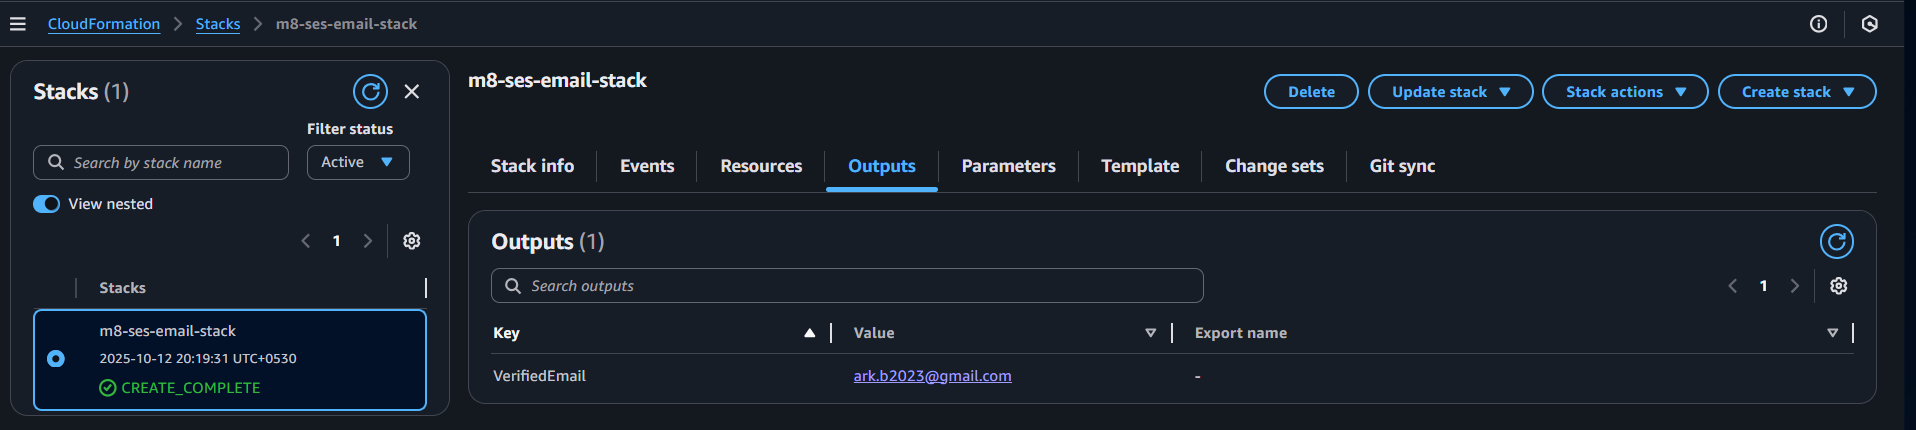 CloudFormation > Stacks > m8-ses-email-stack
Stacks (1)
Filter status
Search by stack name
Active
View nested
1
Stacks
m8-ses-email-stack
2025-10-12 20:19:31 UTC+0530
CREATE_COMPLETE
m8-ses-email-stack
Delete Update stack Stack actions Create stack
Stack info Events Resources Outputs Parameters Template Change sets Git sync
Outputs (1)
Search outputs
1
Key Value Export name
VerifiedEmail ark.b2023@gmail.com -